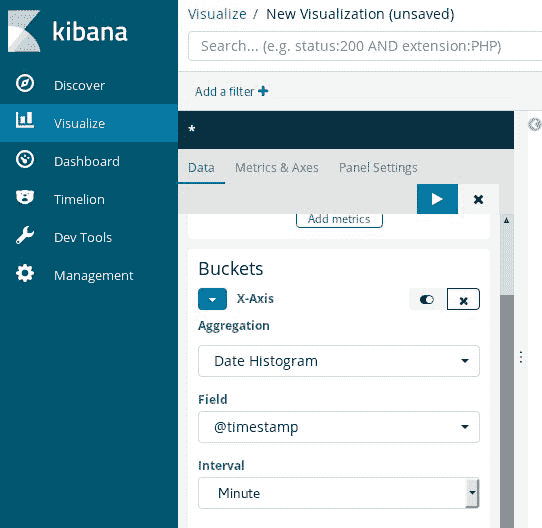 kibana
Discover
Visualize
Dashboard
Timelion
Dev Tools
Management
Visualize / New Visualization (unsaved)
Search... (e.g. status:200 AND extension:PHP)
Add a filter +
*
Data Metrics & Axes Panel Settings
Add metrics
Buckets
X-Axis
Aggregation
Date Histogram
Field
@timestamp
Interval
Minute